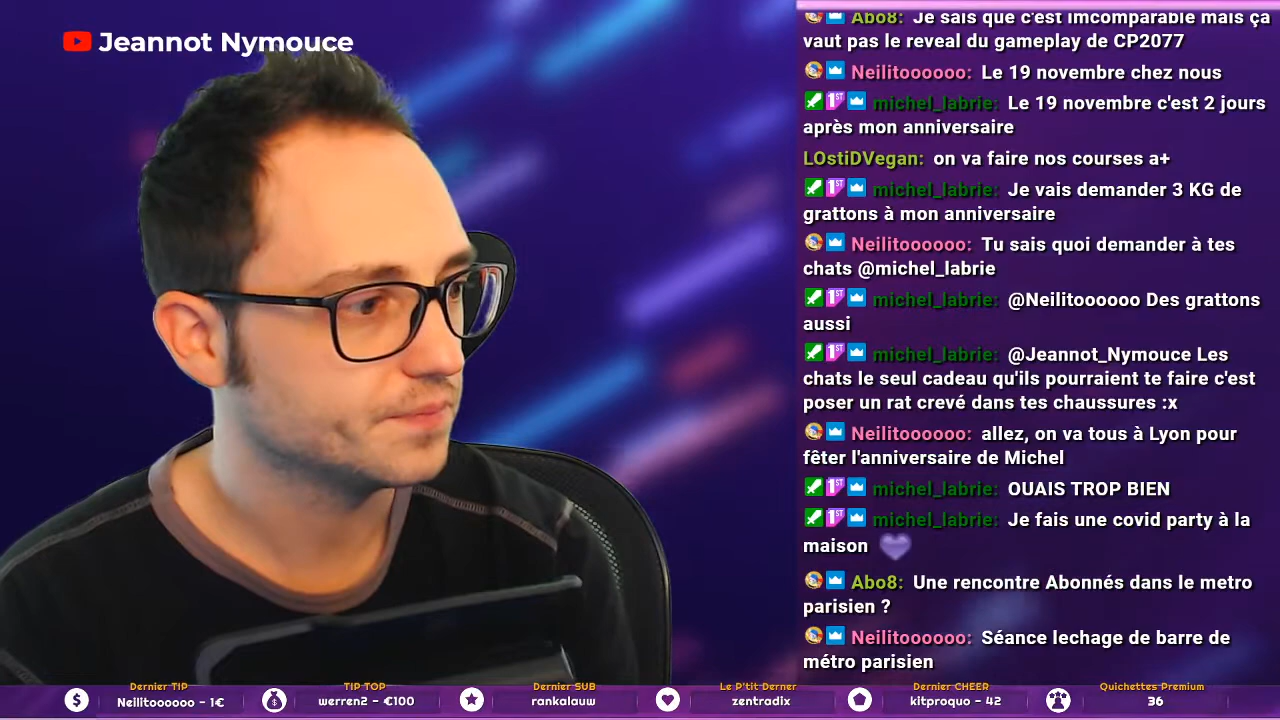 Jeannot Nymouce
Abo8: Je sais que c'est imcomparable mais ça
vaut pas le reveal du gameplay de CP2077
Neilitoooooo: Le 19 novembre chez nous
1ST michel_labrie: Le 19 novembre c'est 2 jours
après mon anniversaire
LOstiDVegan: on va faire nos courses a+
1ST michel_labrie: Je vais demander 3 KG de
grattons à mon anniversaire
Neilitoooooo: Tu sais quoi demander à tes
chats @michel_labrie
1ST michel_labrie: @Neilitoooooo Des grattons
aussi
1ST michel_labrie: @Jeannot_Nymouce Les
chats le seul cadeau qu'ils pourraient te faire c'est
poser un rat crevé dans tes chaussures :x
Neilitoooooo: allez, on va tous à Lyon pour
fêter l'anniversaire de Michel
1ST michel_labrie: OUAIS TROP BIEN
1ST michel_labrie: Je fais une covid party à la
maison
Abo8: Une rencontre Abonnés dans le metro
parisien ?
Neilitoooooo: Séance lechage de barre de
métro parisien
Dernier TIP
Neilitoooooo - 1€
TIP TOP
werren2 - €100
Dernier SUB
rankalauw
Le P'tit Derner
zentradix
Dernier CHEER
kitproquo - 42
Quichettes Premium
36